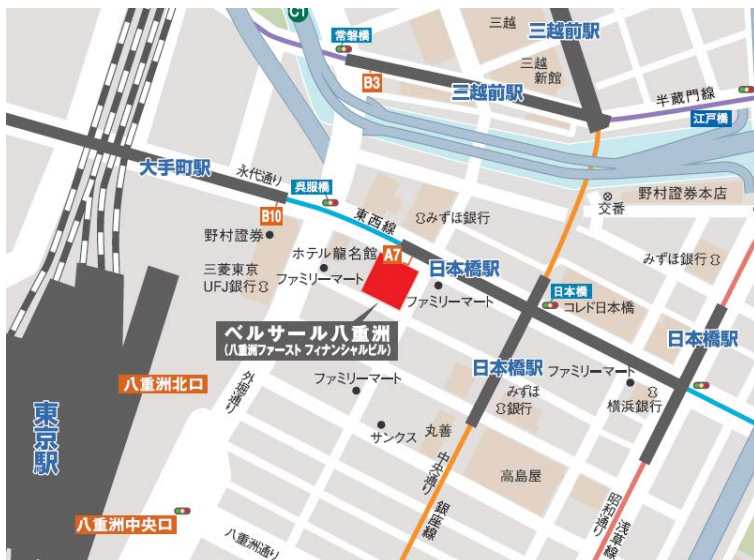 C1
常磐橋
三越
三越前駅
三越
新館
B3
三越前駅
半蔵門線
江戸橋
大手町駅
永代通り
呉服橋
B10
東西線
みずほ銀行
交番
野村證券本店
野村證券
ホテル龍名館
A7
日本橋駅
みずほ銀行
三菱東京
UFJ銀行
ファミリーマート
ファミリーマート
日本橋
コレド日本橋
ベルサール八重洲
(八重洲ファースト フィナンシャルビル)
日本橋駅
日本橋駅
八重洲北口
外堀通り
ファミリーマート
みずほ
銀行
ファミリーマート
横浜銀行
東京駅
サンクス
丸善
中央通り
銀座線
高島屋
昭和通り
浅草線
八重洲中央口
八重洲通り